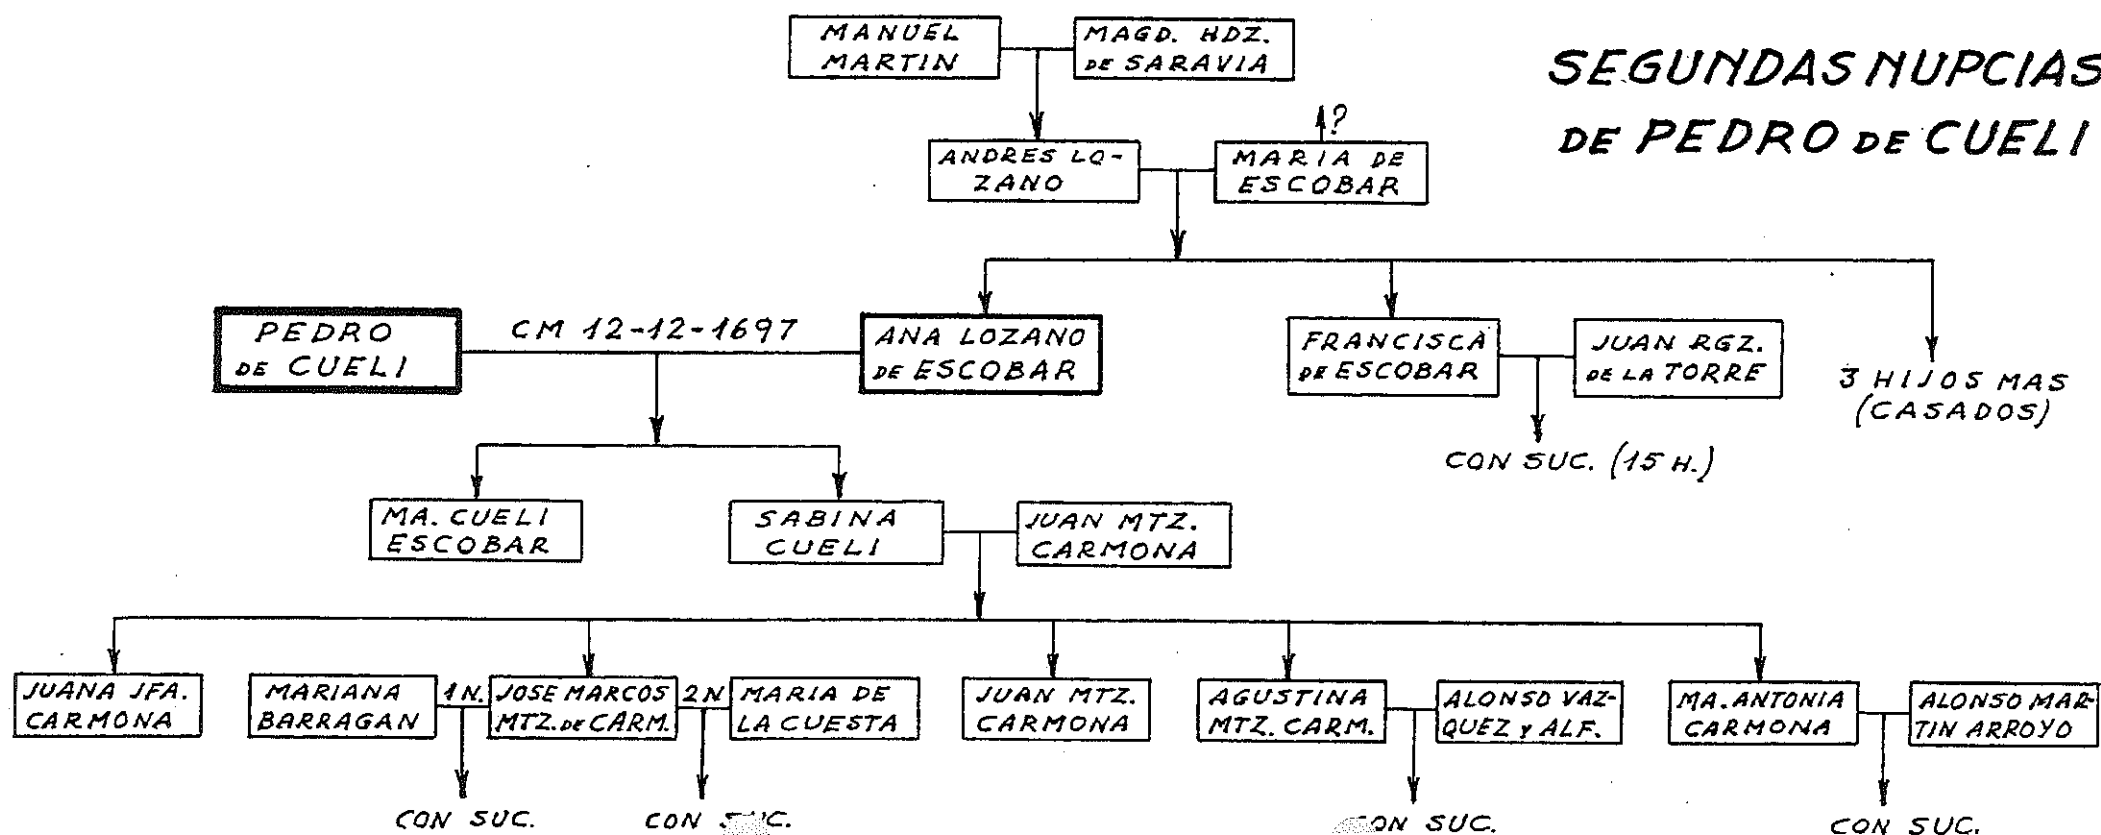 SEGUNDAS NUPCIAS
DE PEDRO DE CUELI
MANUEL
MARTIN
MAGD. HDZ.
DE SARAVIA
ANDRES LO-
ZANO
?
MARIA DE
ESCOBAR
PEDRO
DE CUELI
CM 12-12-1697
ANA LOZANO
DE ESCOBAR
FRANCISCA
DE ESCOBAR
JUAN RGZ.
DE LA TORRE
3 HIJOS MAS
(CASADOS)
CON SUC. (15 H.)
MA. CUELI
ESCOBAR
SABINA
CUELI
JUAN MTZ.
CARMONA
JUANA JFA.
CARMONA
MARIANA
BARRAGAN
1N.
JOSE MARCOS
MTZ. DE CARM.
2N
MARIA DE
LA CUESTA
JUAN MTZ.
CARMONA
AGUSTINA
MTZ. CARM.
ALONSO VAZ-
QUEZ Y ALF.
MA. ANTONIA
CARMONA
ALONSO MAR-
TIN ARROYO
CON SUC.
CON SUC.
CON SUC.
CON SUC.